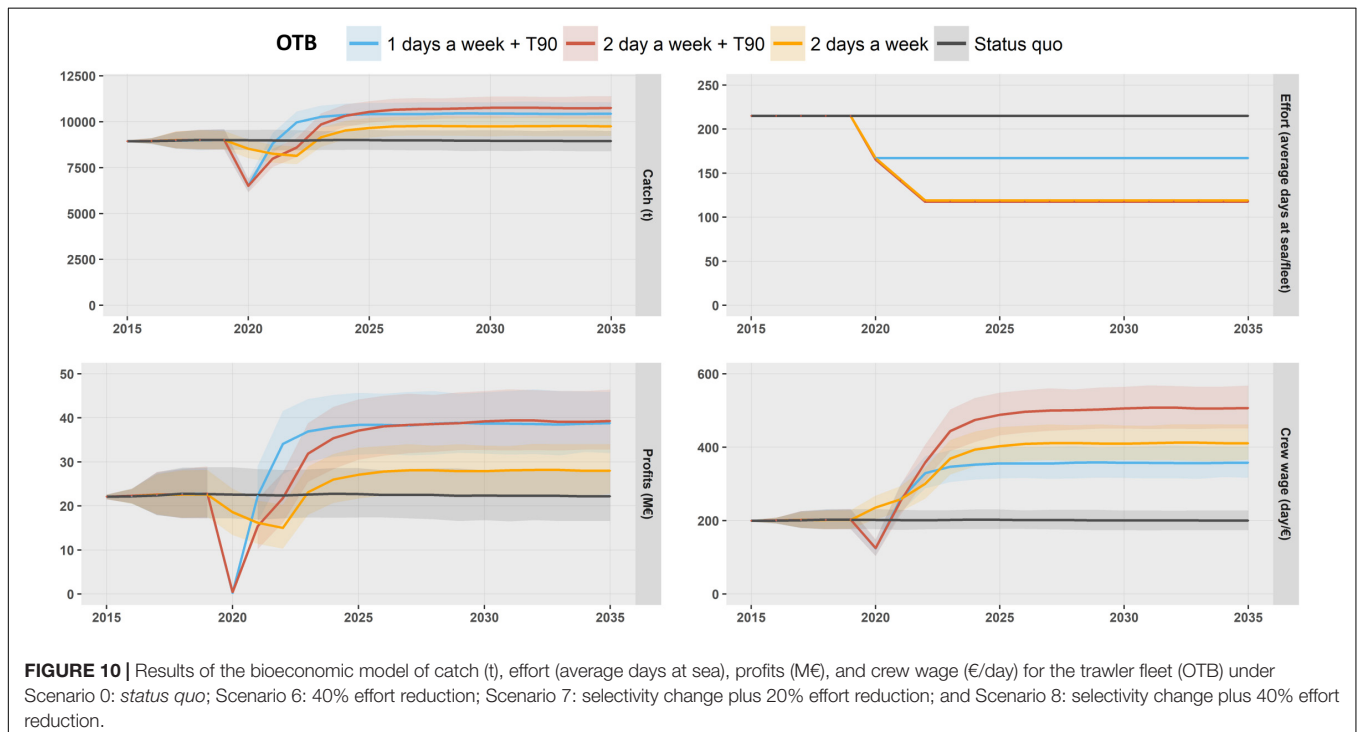 OTB 1 days a week + T90 2 day a week + T90 2 days a week Status quo
12500
10000
7500
5000
2500
0
2015 2020 2025 2030 2035
Catch (t)
250
200
150
100
50
0
2015 2020 2025 2030 2035
Effort (average days at sea/fleet)
50
40
30
20
10
0
2015 2020 2025 2030 2035
Profits (M€)
600
400
200
0
2015 2020 2025 2030 2035
Crew wage (day/€)
FIGURE 10 | Results of the bioeconomic model of catch (t), effort (average days at sea), profits (M€), and crew wage (€/day) for the trawler fleet (OTB) under
Scenario 0: status quo; Scenario 6: 40% effort reduction; Scenario 7: selectivity change plus 20% effort reduction; and Scenario 8: selectivity change plus 40% effort
reduction.